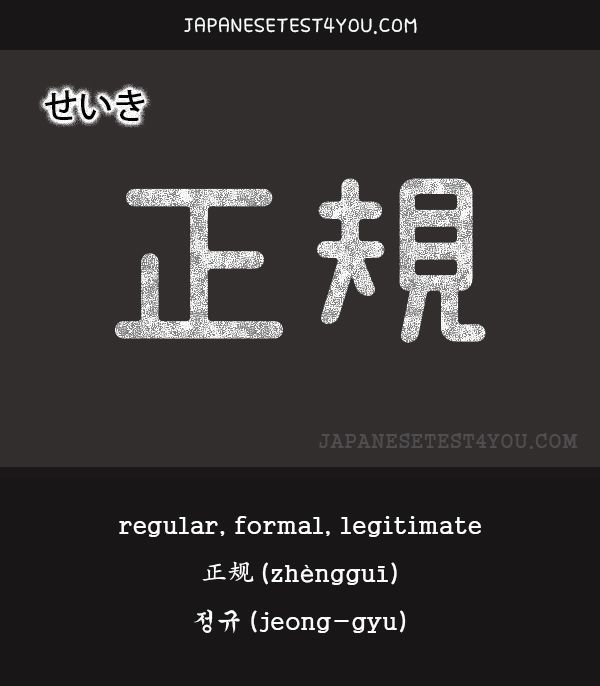 JAPANESETEST4YOU.COM
せいき
正規
JAPANESETEST4YOU.COM
regular, formal, legitimate
正规 (zhèngguī)
정규 (jeong-gyu)